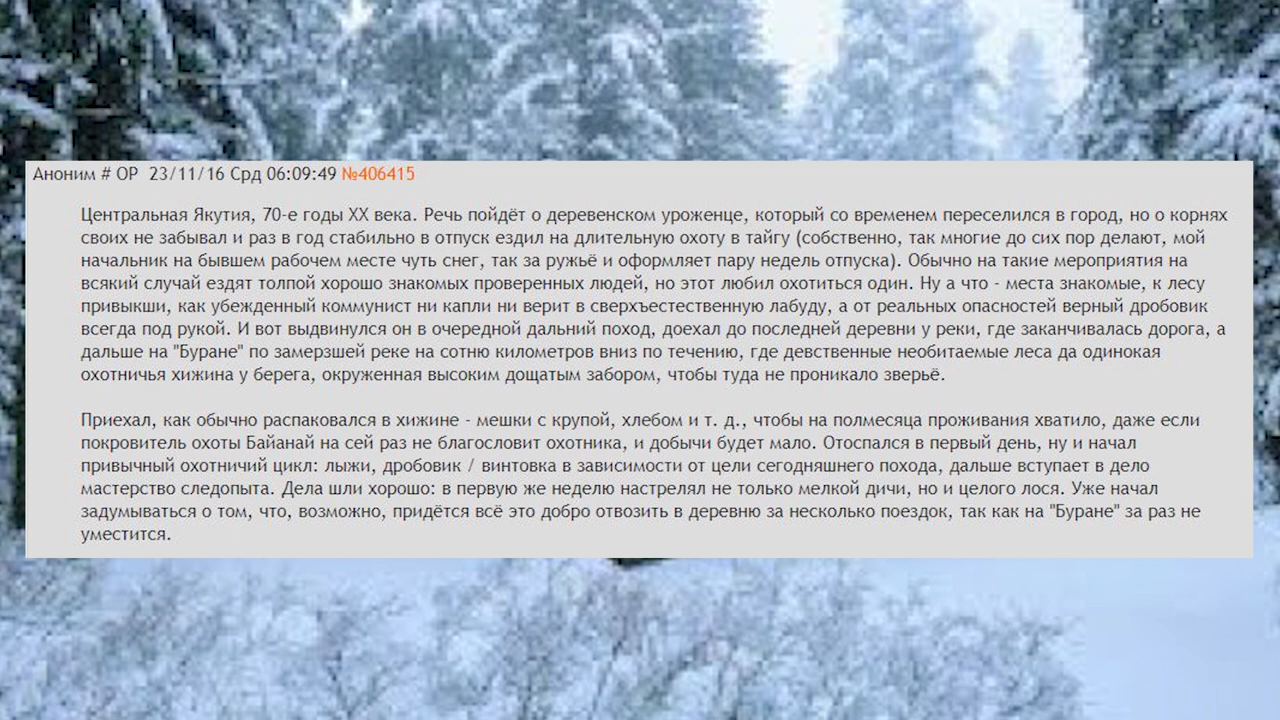 Аноним # OP 23/11/16 Срд 06:09:49 №406415
Центральная Якутия, 70-е годы XX века. Речь пойдёт о деревенском уроженце, который со временем переселился в город, но о корнях
своих не забывал и раз в год стабильно в отпуск ездил на длительную охоту в тайгу (собственно, так многие до сих пор делают, мой
начальник на бывшем рабочем месте чуть снег, так за ружьё и оформляет пару недель отпуска). Обычно на такие мероприятия на
всякий случай ездят толпой хорошо знакомых проверенных людей, но этот любил охотиться один. Ну а что - места знакомые, к лесу
привыкши, как убежденный коммунист ни капли ни верит в сверхъестественную лабуду, а от реальных опасностей верный дробовик
всегда под рукой. И вот выдвинулся он в очередной дальний поход, доехал до последней деревни у реки, где заканчивалась дорога, а
дальше на "Буране" по замерзшей реке на сотню километров вниз по течению, где девственные необитаемые леса да одинокая
охотничья хижина у берега, окруженная высоким дощатым забором, чтобы туда не проникало зверьё.
Приехал, как обычно распаковался в хижине - мешки с крупой, хлебом и т. д., чтобы на полмесяца проживания хватило, даже если
покровитель охоты Байанай на сей раз не благословит охотника, и добычи будет мало. Отоспался в первый день, ну и начал
привычный охотничий цикл: лыжи, дробовик / винтовка в зависимости от цели сегодняшнего похода, дальше вступает в дело
мастерство следопыта. Дела шли хорошо: в первую же неделю настрелял не только мелкой дичи, но и целого лося. Уже начал
задумываться о том, что, возможно, придётся всё это добро отвозить в деревню за несколько поездок, так как на "Буране" за раз не
уместится.